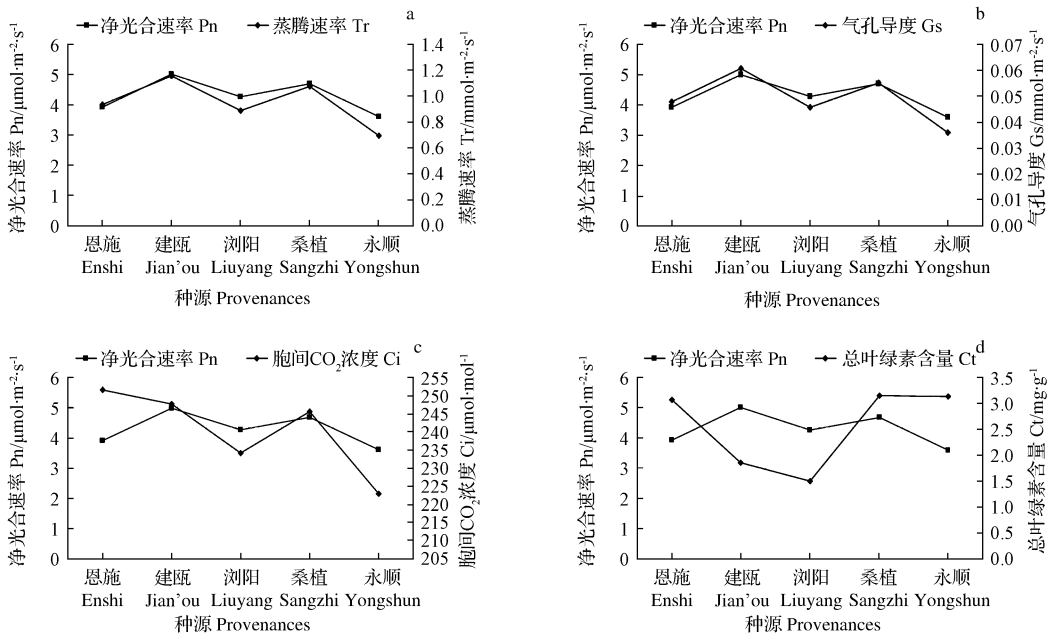 净光合速率 Pn 蒸腾速率 Tr a
净光合速率 Pn/μmol·m-2·s-1
6
5
4
3
2
1
0
1.4
1.2
1.0
0.8
0.6
0.4
0.2
0.0
蒸腾速率 Tr/mmol·m-2·s-1
恩施 建瓯 浏阳 桑植 永顺
Enshi Jian'ou Liuyang Sangzhi Yongshun
种源 Provenances
净光合速率 Pn 气孔导度 Gs b
净光合速率 Pn/μmol·m-2·s-1
6
5
4
3
2
1
0
0.07
0.06
0.05
0.04
0.03
0.02
0.01
0.00
气孔导度 Gs/mmol·m-2·s-1
恩施 建瓯 浏阳 桑植 永顺
Enshi Jian'ou Liuyang Sangzhi Yongshun
种源 Provenances
净光合速率 Pn 胞间CO2浓度 Ci c
净光合速率 Pn/μmol·m-2·s-1
6
5
4
3
2
1
0
255
250
245
240
235
230
225
220
215
210
205
胞间CO2浓度 Ci/μmol·mol-1
恩施 建瓯 浏阳 桑植 永顺
Enshi Jian'ou Liuyang Sangzhi Yongshun
种源 Provenances
净光合速率 Pn 总叶绿素含量 Ct d
净光合速率 Pn/μmol·m-2·s-1
6
5
4
3
2
1
0
3.5
3.0
2.5
2.0
1.5
1.0
0.5
0.0
总叶绿素含量 Ct/mg·g-1
恩施 建瓯 浏阳 桑植 永顺
Enshi Jian'ou Liuyang Sangzhi Yongshun
种源 Provenances